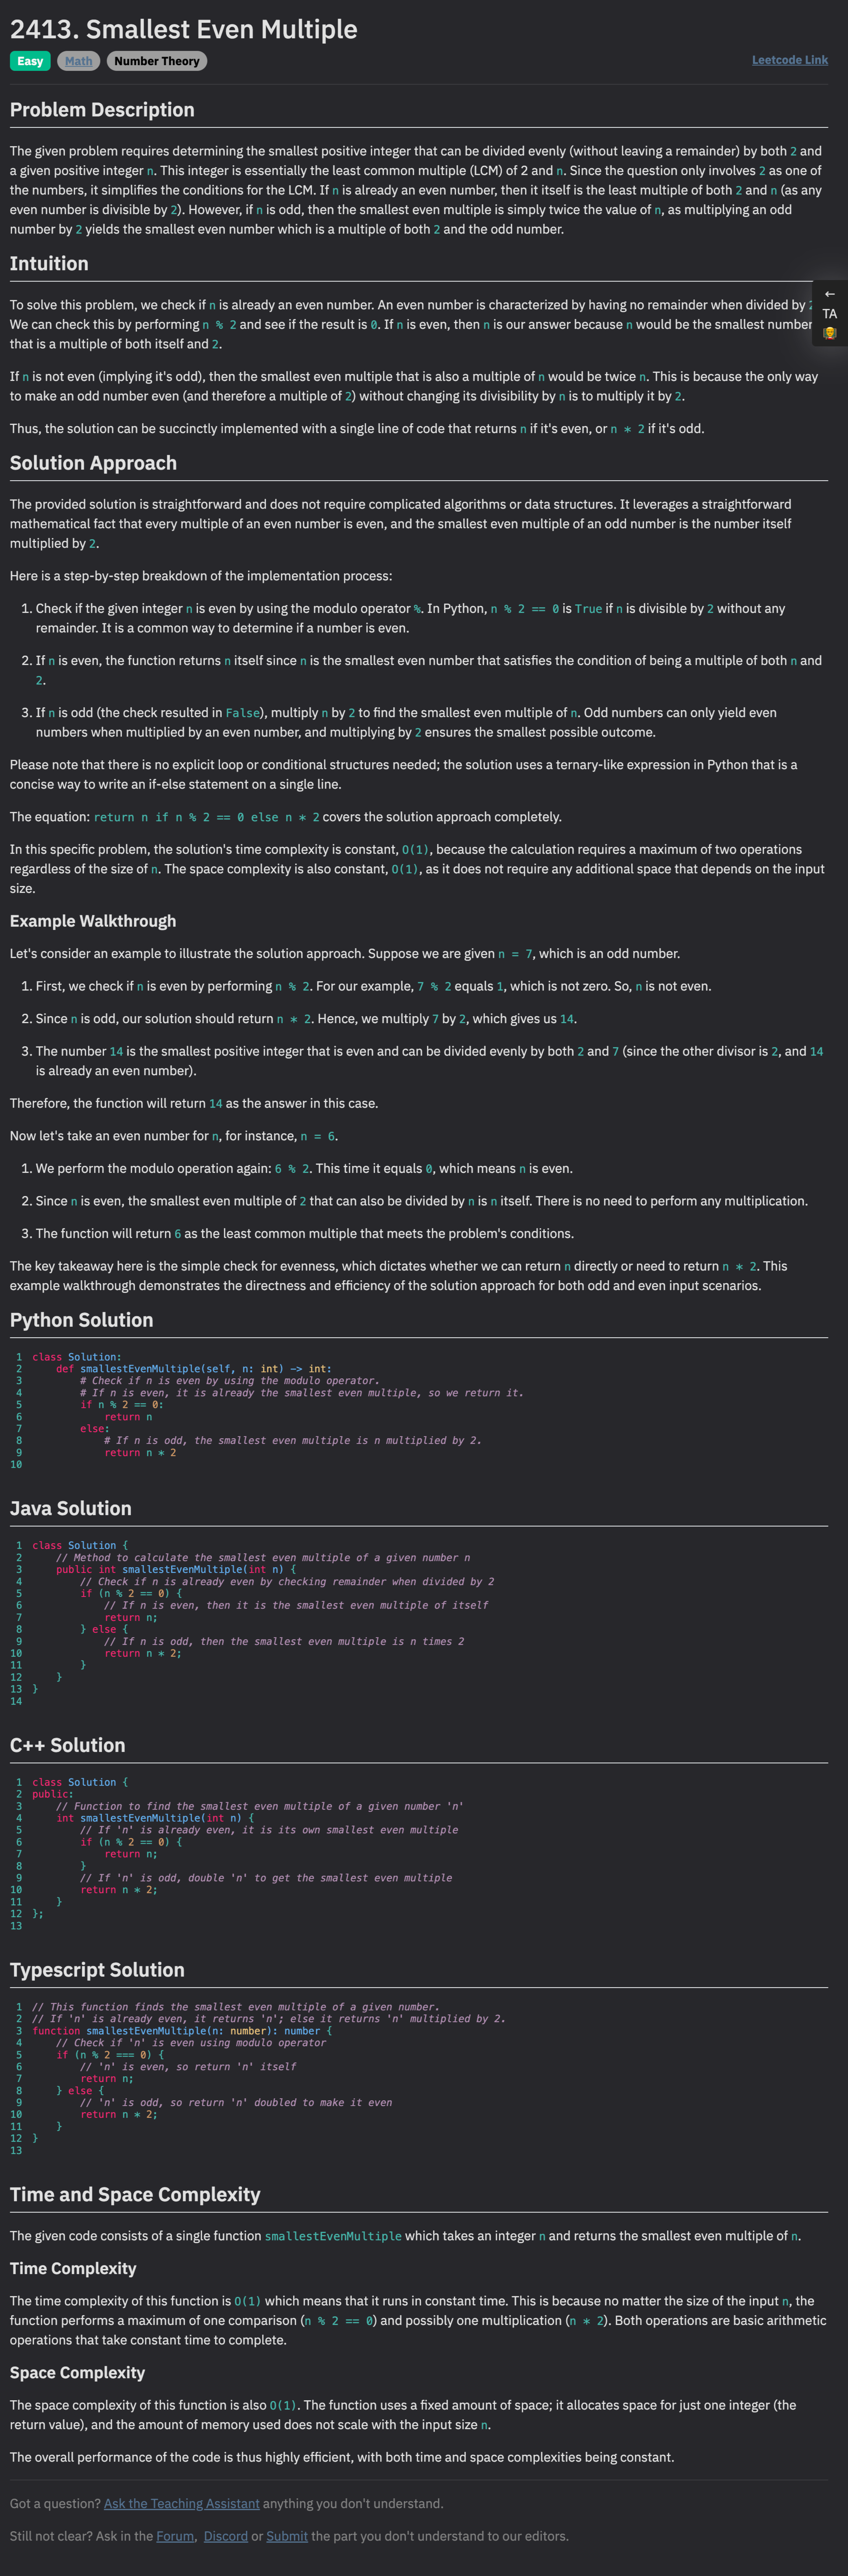 2413. Smallest Even Multiple
Easy Math Number Theory Leetcode Link
Problem Description
The given problem requires determining the smallest positive integer that can be divided evenly (without leaving a remainder) by both 2 and
a given positive integer n. This integer is essentially the least common multiple (LCM) of 2 and n. Since the question only involves 2 as one of
the numbers, it simplifies the conditions for the LCM. If n is already an even number, then it itself is the least multiple of both 2 and n (as any
even number is divisible by 2). However, if n is odd, then the smallest even multiple is simply twice the value of n, as multiplying an odd
number by 2 yields the smallest even number which is a multiple of both 2 and the odd number.
Intuition
To solve this problem, we check if n is already an even number. An even number is characterized by having no remainder when divided by
We can check this by performing n % 2 and see if the result is 0. If n is even, then n is our answer because n would be the smallest number
that is a multiple of both itself and 2.
←
TA
If n is not even (implying it's odd), then the smallest even multiple that is also a multiple of n would be twice n. This is because the only way
to make an odd number even (and therefore a multiple of 2) without changing its divisibility by n is to multiply it by 2.
Thus, the solution can be succinctly implemented with a single line of code that returns n if it's even, or n * 2 if it's odd.
Solution Approach
The provided solution is straightforward and does not require complicated algorithms or data structures. It leverages a straightforward
mathematical fact that every multiple of an even number is even, and the smallest even multiple of an odd number is the number itself
multiplied by 2.
Here is a step-by-step breakdown of the implementation process:
1. Check if the given integer n is even by using the modulo operator %. In Python, n % 2 == 0 is True if n is divisible by 2 without any
remainder. It is a common way to determine if a number is even.
2. If n is even, the function returns n itself since n is the smallest even number that satisfies the condition of being a multiple of both n and
2.
3. If n is odd (the check resulted in False), multiply n by 2 to find the smallest even multiple of n. Odd numbers can only yield even
numbers when multiplied by an even number, and multiplying by 2 ensures the smallest possible outcome.
Please note that there is no explicit loop or conditional structures needed; the solution uses a ternary-like expression in Python that is a
concise way to write an if-else statement on a single line.
The equation: return n if n % 2 == 0 else n * 2 covers the solution approach completely.
In this specific problem, the solution's time complexity is constant, O(1), because the calculation requires a maximum of two operations
regardless of the size of n. The space complexity is also constant, O(1), as it does not require any additional space that depends on the input
size.
Example Walkthrough
Let's consider an example to illustrate the solution approach. Suppose we are given n = 7, which is an odd number.
1. First, we check if n is even by performing n % 2. For our example, 7 % 2 equals 1, which is not zero. So, n is not even.
2. Since n is odd, our solution should return n * 2. Hence, we multiply 7 by 2, which gives us 14.
3. The number 14 is the smallest positive integer that is even and can be divided evenly by both 2 and 7 (since the other divisor is 2, and 14
is already an even number).
Therefore, the function will return 14 as the answer in this case.
Now let's take an even number for n, for instance, n = 6.
1. We perform the modulo operation again: 6 % 2. This time it equals 0, which means n is even.
2. Since n is even, the smallest even multiple of 2 that can also be divided by n is n itself. There is no need to perform any multiplication.
3. The function will return 6 as the least common multiple that meets the problem's conditions.
The key takeaway here is the simple check for evenness, which dictates whether we can return n directly or need to return n * 2. This
example walkthrough demonstrates the directness and efficiency of the solution approach for both odd and even input scenarios.
Python Solution
1 class Solution:
2 def smallestEvenMultiple(self, n: int) -> int:
3 # Check if n is even by using the modulo operator.
4 # If n is even, it is already the smallest even multiple, so we return it.
5 if n % 2 == 0:
6 return n
7 else:
8 # If n is odd, the smallest even multiple is n multiplied by 2.
9 return n * 2
10
Java Solution
1 class Solution {
2 // Method to calculate the smallest even multiple of a given number n
3 public int smallestEvenMultiple(int n) {
4 // Check if n is already even by checking remainder when divided by 2
5 if (n % 2 == 0) {
6 // If n is even, then it is the smallest even multiple of itself
7 return n;
8 } else {
9 // If n is odd, then the smallest even multiple is n times 2
10 return n * 2;
11 }
12 }
13 }
14
C++ Solution
1 class Solution {
2 public:
3 // Function to find the smallest even multiple of a given number 'n'
4 int smallestEvenMultiple(int n) {
5 // If 'n' is already even, it is its own smallest even multiple
6 if (n % 2 == 0) {
7 return n;
8 }
9 // If 'n' is odd, double 'n' to get the smallest even multiple
10 return n * 2;
11 }
12 };
13
Typescript Solution
1 // This function finds the smallest even multiple of a given number.
2 // If 'n' is already even, it returns 'n'; else it returns 'n' multiplied by 2.
3 function smallestEvenMultiple(n: number): number {
4 // Check if 'n' is even using modulo operator
5 if (n % 2 === 0) {
6 // 'n' is even, so return 'n' itself
7 return n;
8 } else {
9 // 'n' is odd, so return 'n' doubled to make it even
10 return n * 2;
11 }
12 }
13
Time and Space Complexity
The given code consists of a single function smallestEvenMultiple which takes an integer n and returns the smallest even multiple of n.
Time Complexity
The time complexity of this function is O(1) which means that it runs in constant time. This is because no matter the size of the input n, the
function performs a maximum of one comparison (n % 2 == 0) and possibly one multiplication (n * 2). Both operations are basic arithmetic
operations that take constant time to complete.
Space Complexity
The space complexity of this function is also O(1). The function uses a fixed amount of space; it allocates space for just one integer (the
return value), and the amount of memory used does not scale with the input size n.
The overall performance of the code is thus highly efficient, with both time and space complexities being constant.
Got a question? Ask the Teaching Assistant anything you don't understand.
Still not clear? Ask in the Forum, Discord or Submit the part you don't understand to our editors.